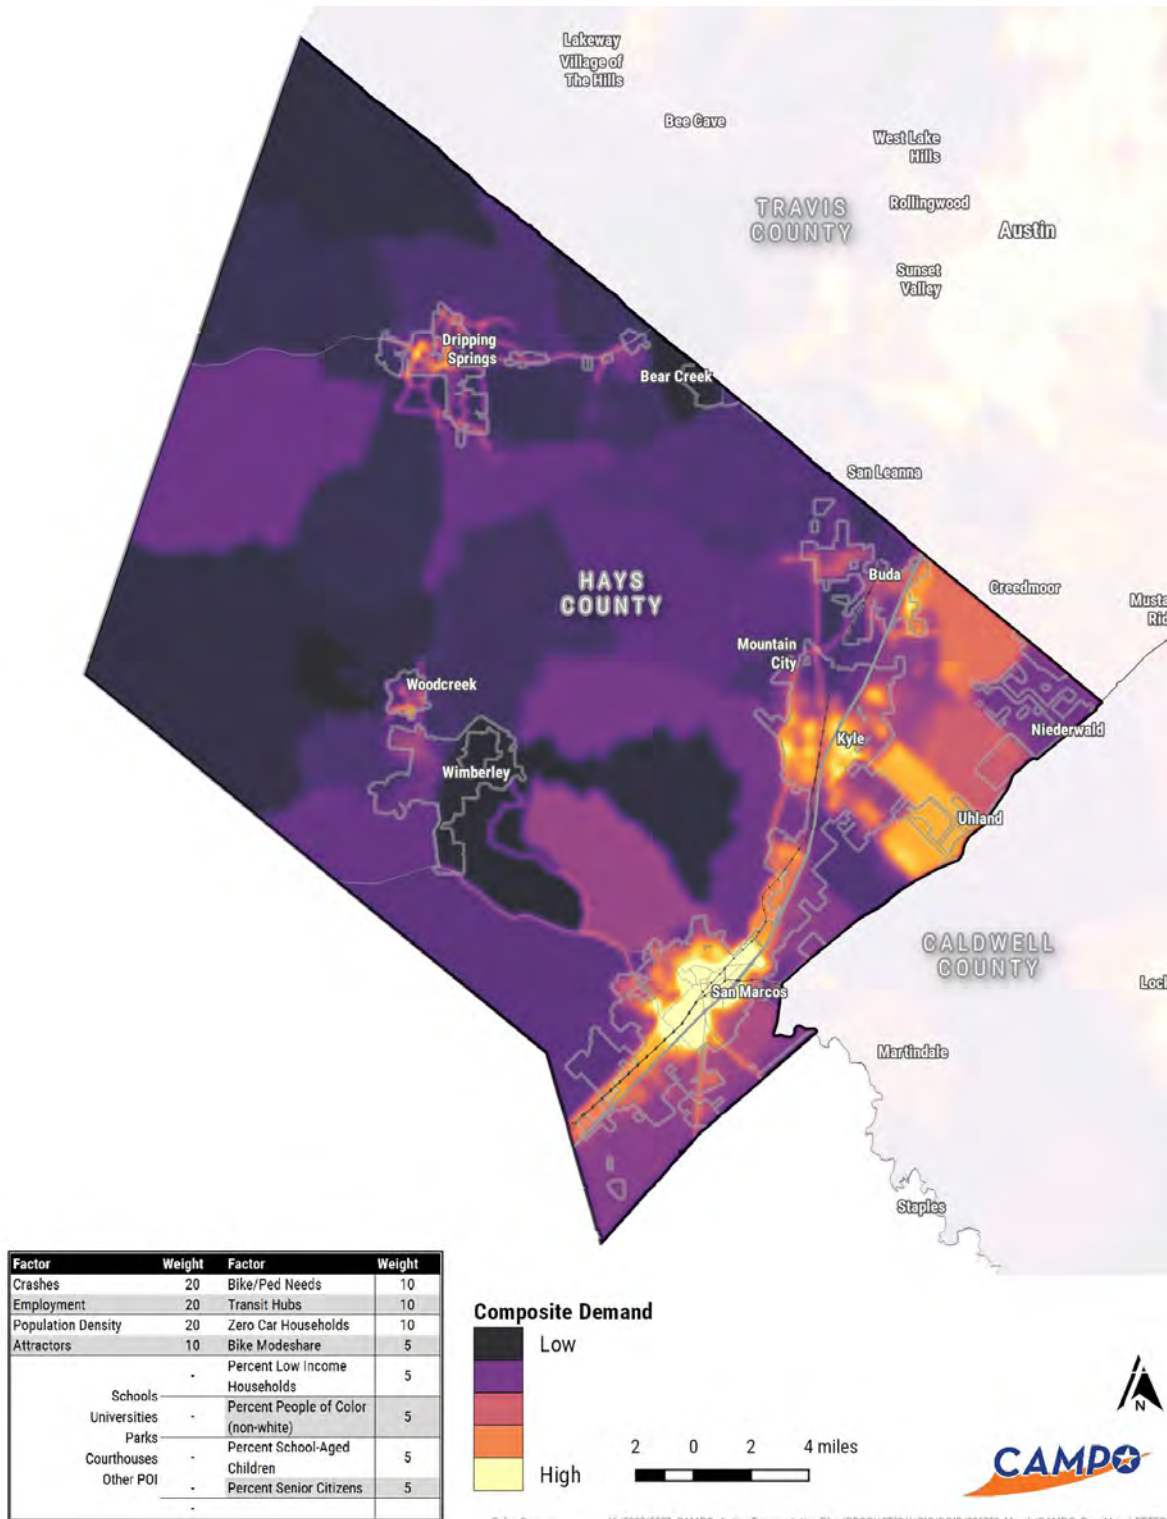 Lakeway
Village of
The Hills
Bee Cave
West Lake
Hills
TRAVIS
COUNTY
Rollingwood
Austin
Sunset
Valley
Dripping
Springs
Bear Creek
San Leanna
HAYS
COUNTY
Buda
Creedmoor
Musta
Rid
Mountain
City
Woodcreek
Kyle
Niederwald
Wimberley
Uhland
CALDWELL
COUNTY
San Marcos
Lock
Martindale
Staples
Factor Weight Factor Weight
Crashes 20 Bike/Ped Needs 10
Employment 20 Transit Hubs 10
Population Density 20 Zero Car Households 10
Attractors 10 Bike Modeshare 5
Schools - Percent Low Income Households 5
Universities - Percent People of Color (non-white) 5
Parks
Courthouses - Percent School-Aged Children 5
Other POI - Percent Senior Citizens 5
-
Composite Demand
Low
High
2 0 2 4 miles
N
CAMPO